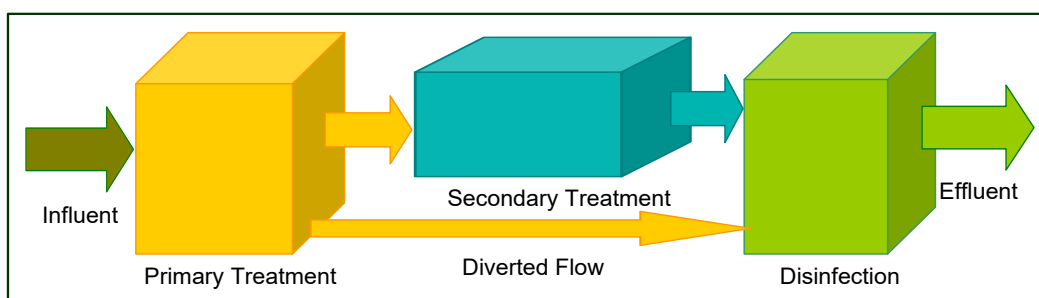 Influent
Primary Treatment
Secondary Treatment
Diverted Flow
Disinfection
Effluent